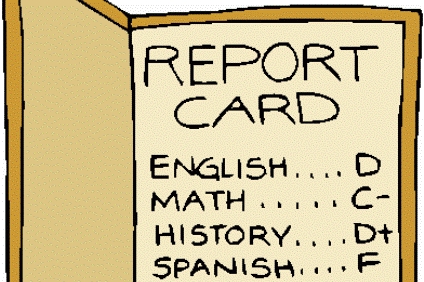 REPORT
CARD
ENGLISH.... D
MATH ..... C-
HISTORY.... D+
SPANISH.... F